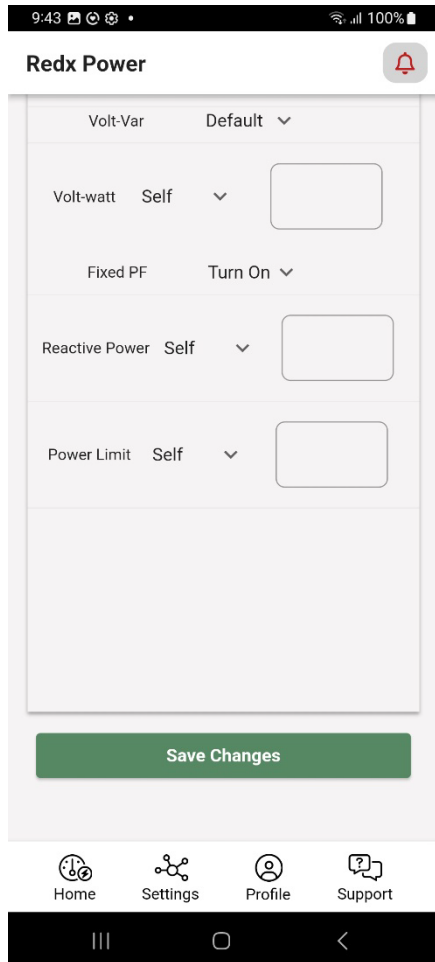 9:43 100%
Redx Power
Volt-Var Default
Volt-watt Self
Fixed PF Turn On
Reactive Power Self
Power Limit Self
Save Changes
Home Settings Profile Support